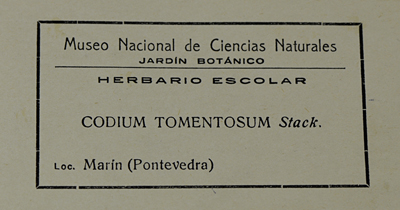 Museo Nacional de Ciencias Naturales
JARDÍN BOTÁNICO
HERBARIO ESCOLAR
CODIUM TOMENTOSUM Stack.
Loc. Marín (Pontevedra)